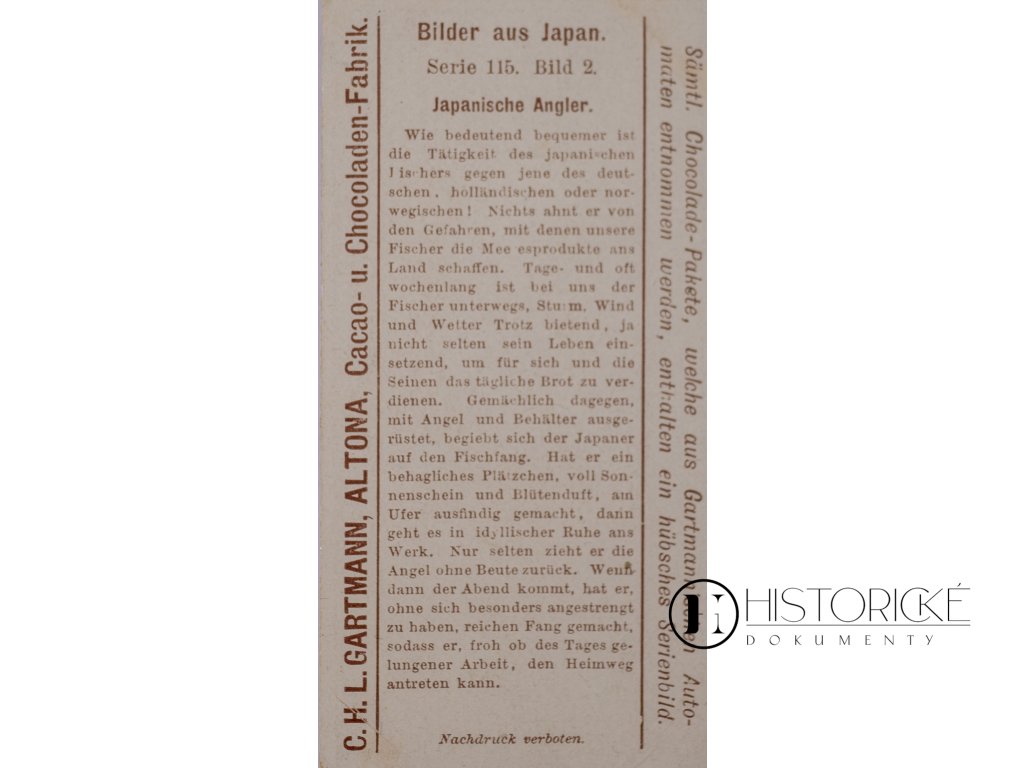 C. H. L. GARTMANN, ALTONA, Cacao- u. Chocoladen-Fabrik.
Bilder aus Japan.
Serie 115. Bild 2.
Japanische Angler.
Wie bedeutend bequemer ist
die Tätigkeit des japanischen
Fischers gegen jene des deut-
schen, holländischen oder nor-
wegischen! Nichts ahnt er von
den Gefahren, mit denen unsere
Fischer die Mee esprodukte ans
Land schaffen. Tage- und oft
wochenlang ist bei uns der
Fischer unterwegs, Sturm, Wind
und Wetter Trotz bietend, ja
nicht selten sein Leben ein-
setzend, um für sich und die
Seinen das tägliche Brot zu ver-
dienen. Gemächlich dagegen,
mit Angel und Behälter ausge-
rüstet, begiebt sich der Japaner
auf den Fischfang. Hat er ein
behagliches Plätzchen, voll Son-
nenschein und Blütenduft, am
Ufer ausfindig gemacht, dann
geht es in idyllischer Ruhe ans
Werk. Nur selten zieht er die
Angel ohne Beute zurück. Wenn
dann der Abend kommt, hat er,
ohne sich besonders angestrengt
zu haben, reichen Fang gemacht,
sodass er, froh ob des Tages ge-
lungener Arbeit, den Heimweg
antreten kann.
Nachdruck verboten.
Sämtl. Chocolade-Pakete, welche aus Gartmann'schen Auto-
maten entnommen werden, enthalten ein hübsches Serienbild.
HISTORICKÉ
DOKUMENTY